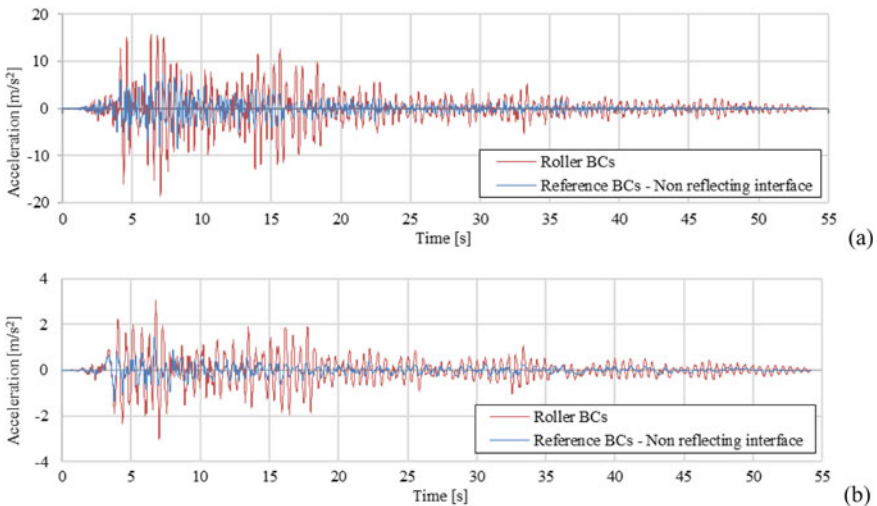 20
10
0
-10
-20
Acceleration [m/s²]
Roller BCs
Reference BCs - Non reflecting interface
0 5 10 15 20 25 30 35 40 45 50 55
Time [s]
(a)
4
2
0
-2
-4
Acceleration [m/s²]
Roller BCs
Reference BCs - Non reflecting interface
0 5 10 15 20 25 30 35 40 45 50 55
Time [s]
(b)